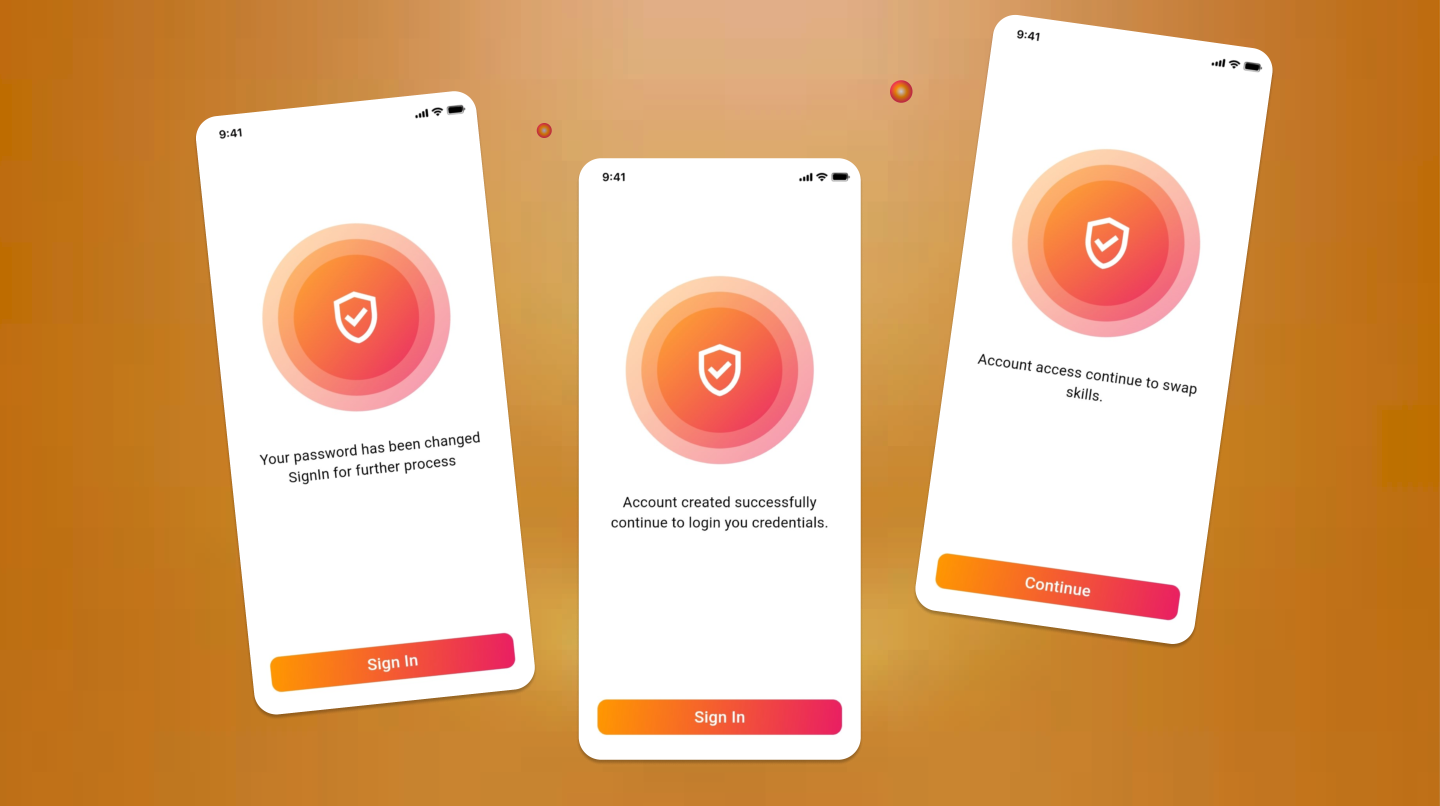 9:41
Your password has been changed
SignIn for further process
Sign In
9:41
Account created successfully
continue to login you credentials.
Sign In
9:41
Account access continue to swap
skills.
Continue